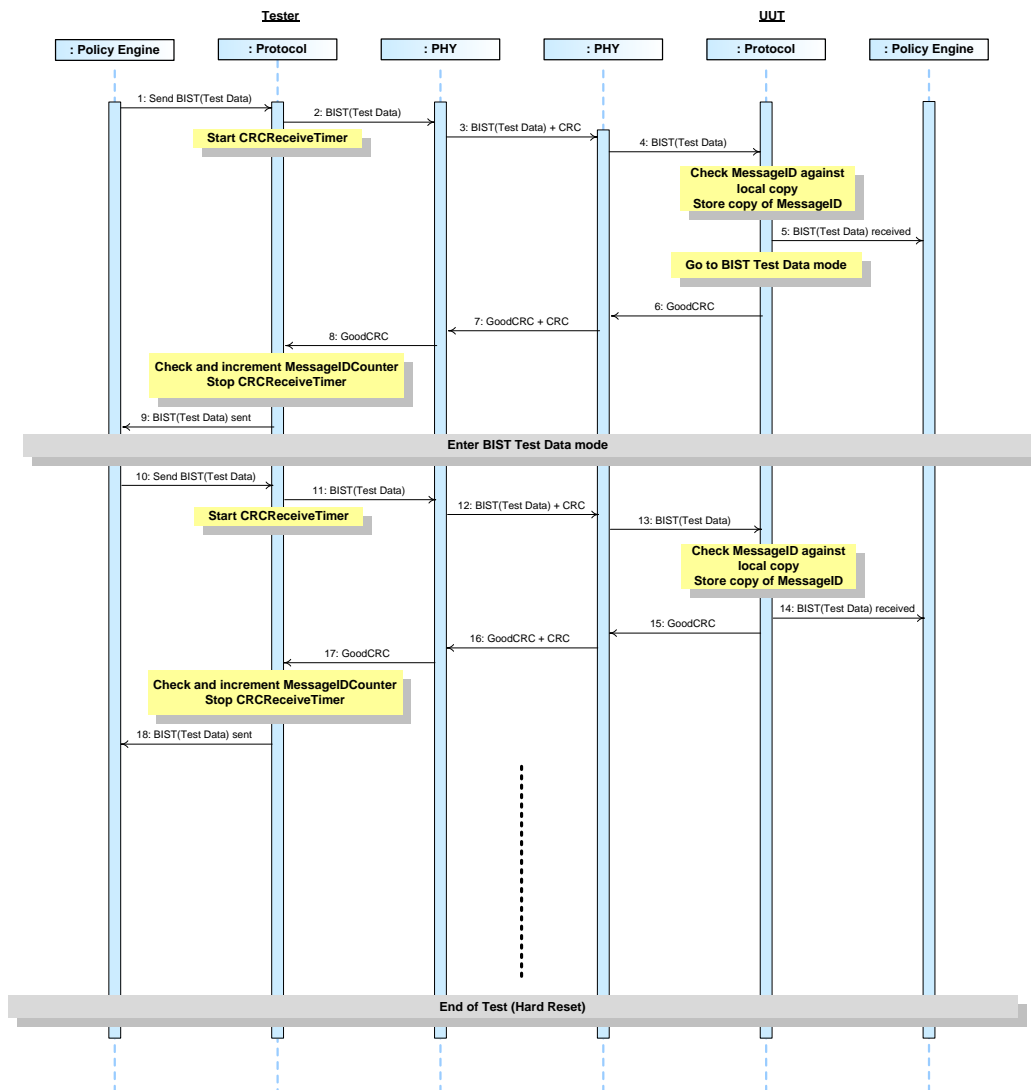 Tester
UUT
: Policy Engine
: Protocol
: PHY
: PHY
: Protocol
: Policy Engine
1: Send BIST(Test Data)
2: BIST(Test Data)
Start CRCReceiveTimer
3: BIST(Test Data) + CRC
4: BIST(Test Data)
Check MessageID against
local copy
Store copy of MessageID
5: BIST(Test Data) received
Go to BIST Test Data mode
6: GoodCRC
7: GoodCRC + CRC
8: GoodCRC
Check and increment MessageIDCounter
Stop CRCReceiveTimer
9: BIST(Test Data) sent
Enter BIST Test Data mode
10: Send BIST(Test Data)
11: BIST(Test Data)
Start CRCReceiveTimer
12: BIST(Test Data) + CRC
13: BIST(Test Data)
Check MessageID against
local copy
Store copy of MessageID
14: BIST(Test Data) received
15: GoodCRC
16: GoodCRC + CRC
17: GoodCRC
Check and increment MessageIDCounter
Stop CRCReceiveTimer
18: BIST(Test Data) sent
End of Test (Hard Reset)